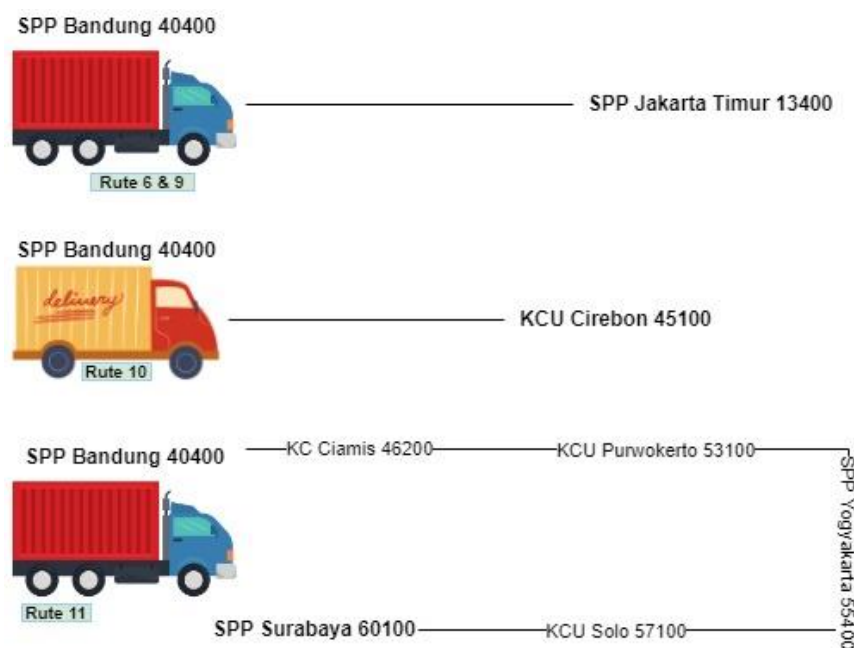 SPP Bandung 40400
SPP Jakarta Timur 13400
Rute 6 & 9
SPP Bandung 40400
delivery
KCU Cirebon 45100
Rute 10
SPP Bandung 40400
KC Ciamis 46200
KCU Purwokerto 53100
SPP Yogyakarta 55400
Rute 11
SPP Surabaya 60100
KCU Solo 57100